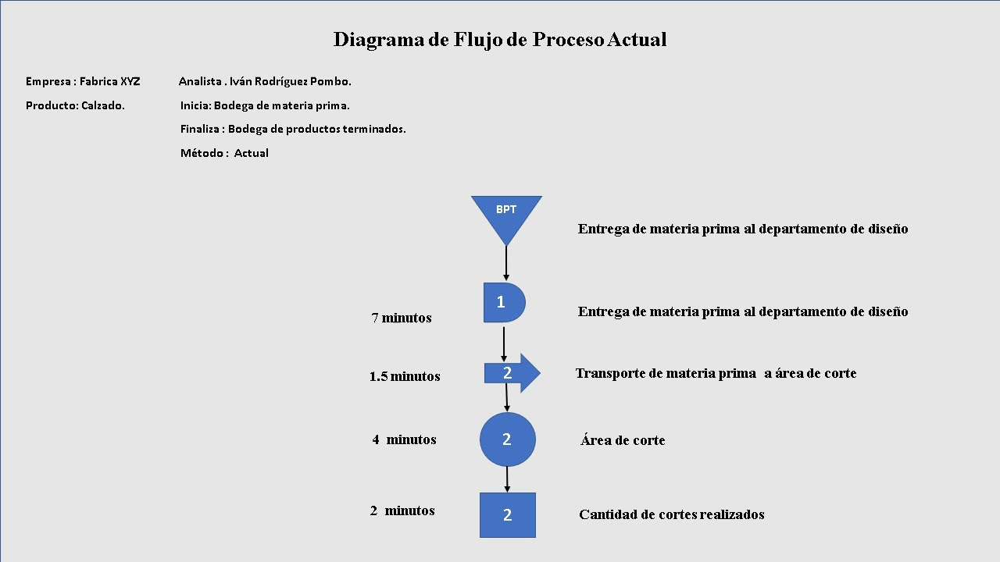 Diagrama de Flujo de Proceso Actual
Empresa : Fabrica XYZ
Analista . Iván Rodríguez Pombo.
Producto: Calzado.
Inicia: Bodega de materia prima.
Finaliza : Bodega de productos terminados.
Método : Actual
BPT
Entrega de materia prima al departamento de diseño
1
7 minutos
Entrega de materia prima al departamento de diseño
1.5 minutos
2
Transporte de materia prima a área de corte
4 minutos
2
Área de corte
2 minutos
2
Cantidad de cortes realizados